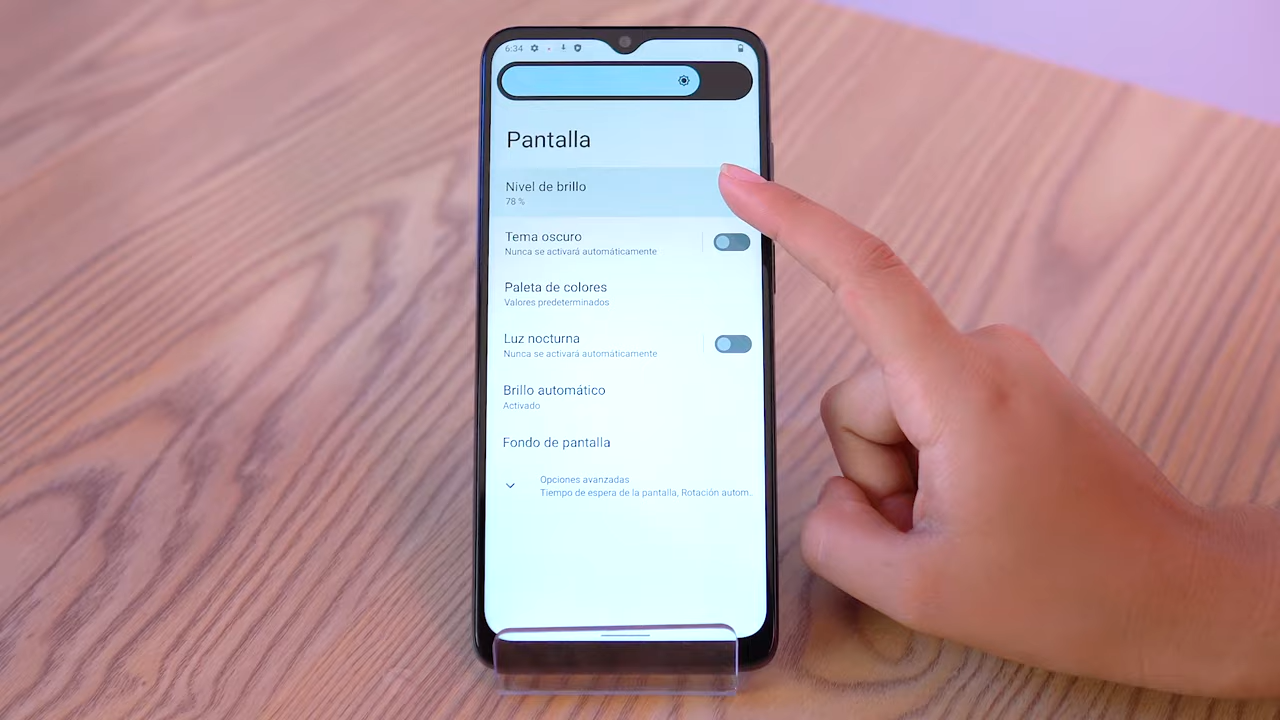 6:34
Pantalla
Nivel de brillo
78 %
Tema oscuro
Nunca se activará automáticamente
Paleta de colores
Valores predeterminados
Luz nocturna
Nunca se activará automáticamente
Brillo automático
Activado
Fondo de pantalla
Opciones avanzadas
Tiempo de espera de la pantalla, Rotación autom..